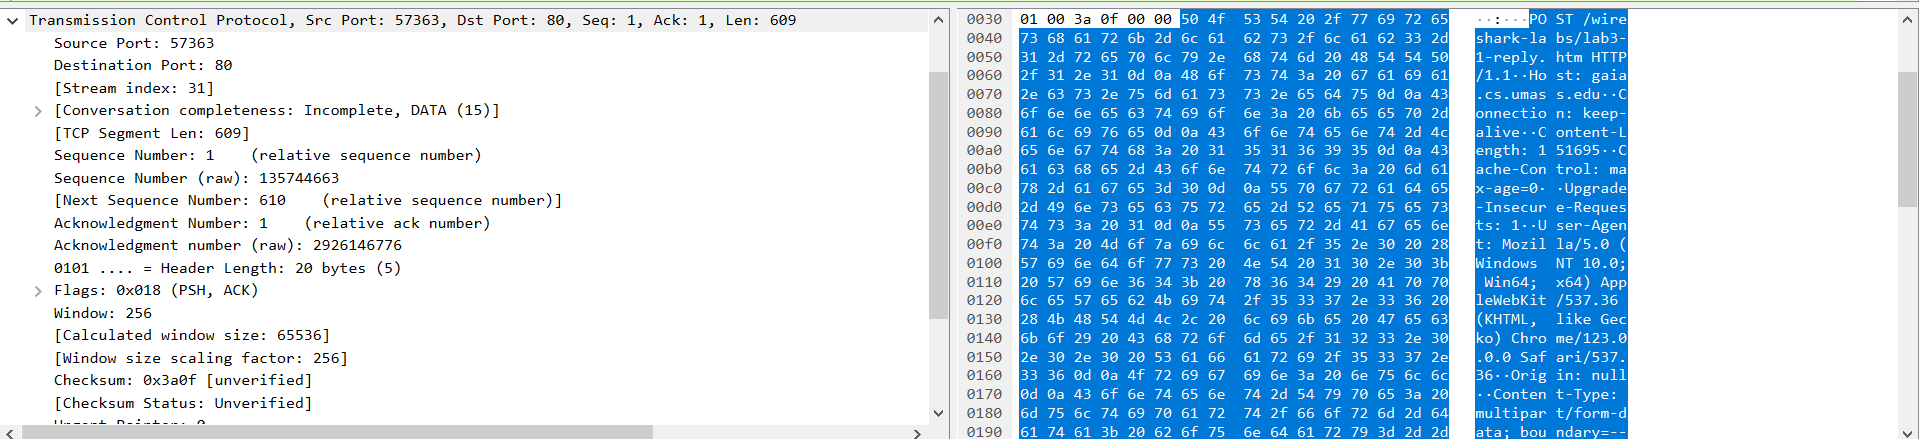 Transmission Control Protocol, Src Port: 57363, Dst Port: 80, Seq: 1, Ack: 1, Len: 609
Source Port: 57363
Destination Port: 80
[Stream index: 31]
[Conversation completeness: Incomplete, DATA (15)]
[TCP Segment Len: 609]
Sequence Number: 1    (relative sequence number)
Sequence Number (raw): 135744663
[Next Sequence Number: 610    (relative sequence number)]
Acknowledgment Number: 1    (relative ack number)
Acknowledgment number (raw): 2926146776
0101 .... = Header Length: 20 bytes (5)
Flags: 0x018 (PSH, ACK)
Window: 256
[Calculated window size: 65536]
[Window size scaling factor: 256]
Checksum: 0x3a0f [unverified]
[Checksum Status: Unverified]
Urgent Pointer: 0
0030 01 00 3a 0f 00 00 50 4f 53 54 20 2f 77 69 72 65 ··:···PO ST /wire
0040 73 68 61 72 6b 2d 6c 61 62 73 2f 6c 61 62 33 2d shark-la bs/lab3-
0050 31 2d 72 65 70 6c 79 2e 68 74 6d 20 48 54 54 50 1-reply. htm HTTP
0060 2f 31 2e 31 0d 0a 48 6f 73 74 3a 20 67 61 69 61 /1.1··Ho st: gaia
0070 2e 63 73 2e 75 6d 61 73 73 2e 65 64 75 0d 0a 43 .cs.umas s.edu··C
0080 6f 6e 6e 65 63 74 69 6f 6e 3a 20 6b 65 65 70 2d onnectio n: keep-
0090 61 6c 69 76 65 0d 0a 43 6f 6e 74 65 6e 74 2d 4c alive··C ontent-L
00a0 65 6e 67 74 68 3a 20 31 35 31 36 39 35 0d 0a 43 ength: 1 51695··C
00b0 61 63 68 65 2d 43 6f 6e 74 72 6f 6c 3a 20 6d 61 ache-Con trol: ma
00c0 78 2d 61 67 65 3d 30 0d 0a 55 70 67 72 61 64 65 x-age=0· ·Upgrade
00d0 2d 49 6e 73 65 63 75 72 65 2d 52 65 71 75 65 73 -Insecur e-Reques
00e0 74 73 3a 20 31 0d 0a 55 73 65 72 2d 41 67 65 6e ts: 1··U ser-Agen
00f0 74 3a 20 4d 6f 7a 69 6c 6c 61 2f 35 2e 30 20 28 t: Mozil la/5.0 (
0100 57 69 6e 64 6f 77 73 20 4e 54 20 31 30 2e 30 3b Windows  NT 10.0;
0110 20 57 69 6e 36 34 3b 20 78 36 34 29 20 41 70 70  Win64;  x64) App
0120 6c 65 57 65 62 4b 69 74 2f 35 33 37 2e 33 36 20 leWebKit /537.36
0130 28 4b 48 54 4d 4c 2c 20 6c 69 6b 65 20 47 65 63 (KHTML,  like Gec
0140 6b 6f 29 20 43 68 72 6f 6d 65 2f 31 32 33 2e 30 ko) Chro me/123.0
0150 2e 30 2e 30 20 53 61 66 61 72 69 2f 35 33 37 2e .0.0 Saf ari/537.
0160 33 36 0d 0a 4f 72 69 67 69 6e 3a 20 6e 75 6c 6c 36··Orig in: null
0170 0d 0a 43 6f 6e 74 65 6e 74 2d 54 79 70 65 3a 20 ··Conten t-Type:
0180 6d 75 6c 74 69 70 61 72 74 2f 66 6f 72 6d 2d 64 multipar t/form-d
0190 61 74 61 3b 20 62 6f 75 6e 64 61 72 79 3d 2d 2d ata; bou ndary=--